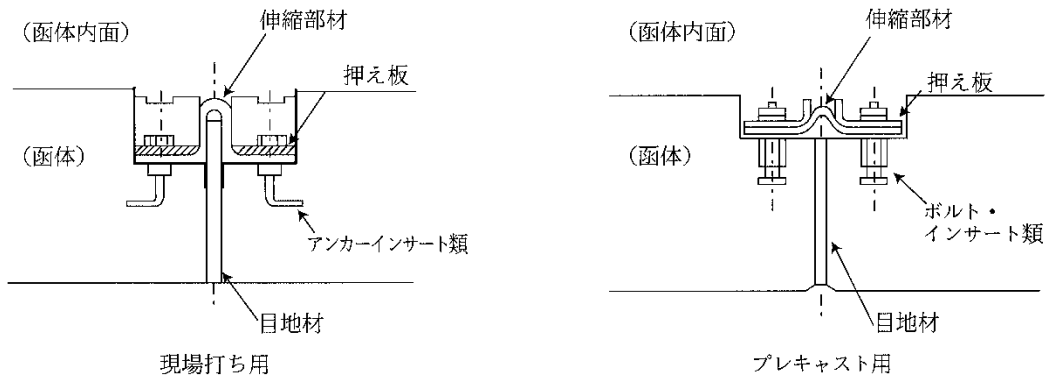 (函体内面)
伸縮部材
押え板
(函体)
アンカーインサート類
目地材
現場打ち用
(函体内面)
伸縮部材
押え板
(函体)
ボルト・
インサート類
目地材
プレキャスト用